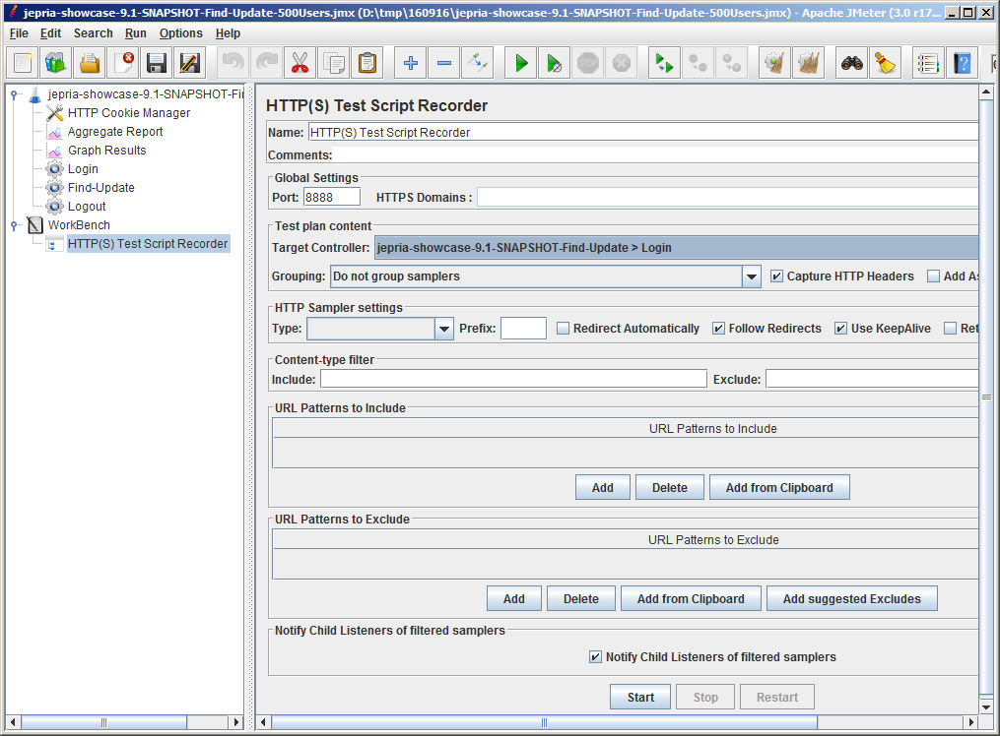 jepria-showcase-9.1-SNAPSHOT-Find-Update-500Users.jmx (D:\tmp\160916\jepria-showcase-9.1-SNAPSHOT-Find-Update-500Users.jmx) - Apache JMeter (3.0 r17...
File Edit Search Run Options Help
STOP
jepria-showcase-9.1-SNAPSHOT-Fi
HTTP Cookie Manager
Aggregate Report
Graph Results
Login
Find-Update
Logout
WorkBench
HTTP(S) Test Script Recorder
HTTP(S) Test Script Recorder
Name: HTTP(S) Test Script Recorder
Comments:
Global Settings
Port: 8888 HTTPS Domains :
Test plan content
Target Controller: jepria-showcase-9.1-SNAPSHOT-Find-Update > Login
Grouping: Do not group samplers Capture HTTP Headers Add As
HTTP Sampler settings
Type: Prefix: Redirect Automatically Follow Redirects Use KeepAlive Ret
Content-type filter
Include: Exclude:
URL Patterns to Include
URL Patterns to Include
Add Delete Add from Clipboard
URL Patterns to Exclude
URL Patterns to Exclude
Add Delete Add from Clipboard Add suggested Excludes
Notify Child Listeners of filtered samplers
Notify Child Listeners of filtered samplers
Start Stop Restart